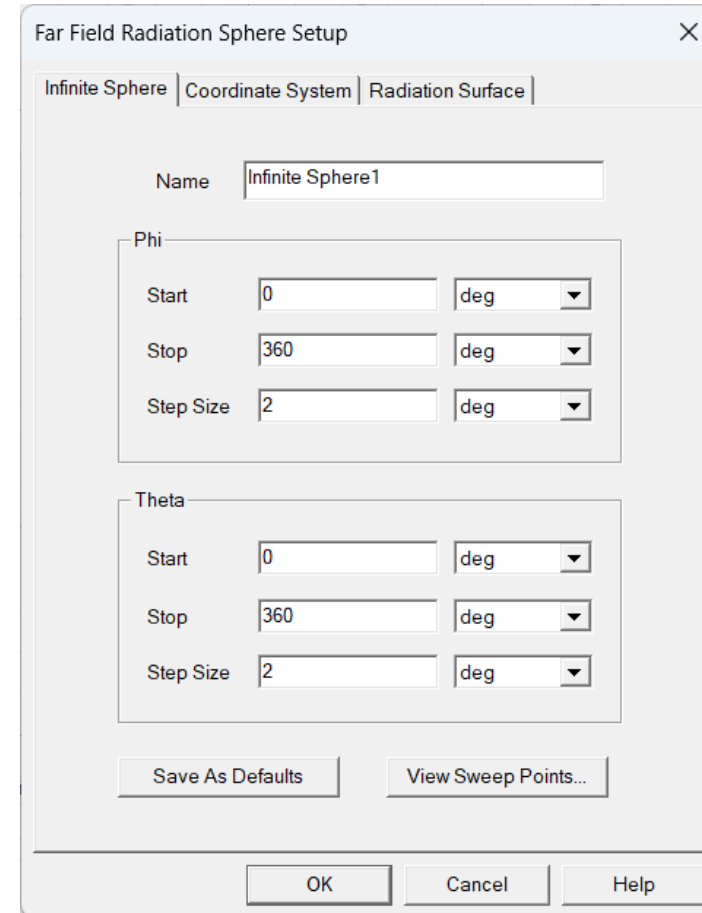 Far Field Radiation Sphere Setup
Infinite Sphere Coordinate System Radiation Surface
Name Infinite Sphere1
Phi
Start 0 deg
Stop 360 deg
Step Size 2 deg
Theta
Start 0 deg
Stop 360 deg
Step Size 2 deg
Save As Defaults View Sweep Points...
OK Cancel Help